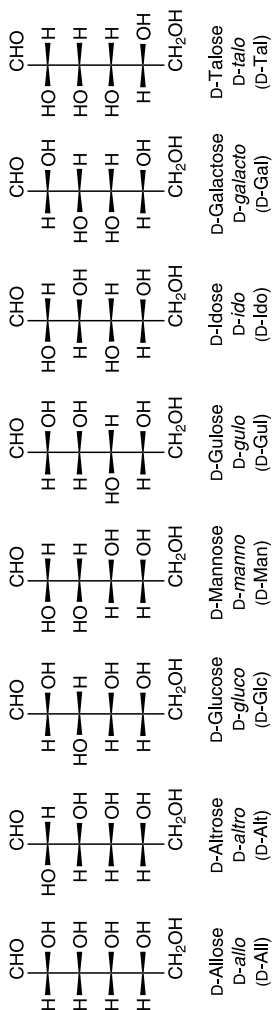 CHO CHO CHO CHO CHO CHO CHO CHO
H OH HO H H OH HO H H OH HO H H OH HO H
H OH H OH HO H HO H H OH H OH HO H HO H
H OH H OH H OH H OH HO H HO H HO H HO H
H OH H OH H OH H OH H OH H OH H OH H OH
CH₂OH CH₂OH CH₂OH CH₂OH CH₂OH CH₂OH CH₂OH CH₂OH
D-Allose D-Altrose D-Glucose D-Mannose D-Gulose D-Idose D-Galactose D-Talose
D-allo D-altro D-gluco D-manno D-gulo D-ido D-galacto D-talo
(D-All) (D-Alt) (D-Glc) (D-Man) (D-Gul) (D-Ido) (D-Gal) (D-Tal)